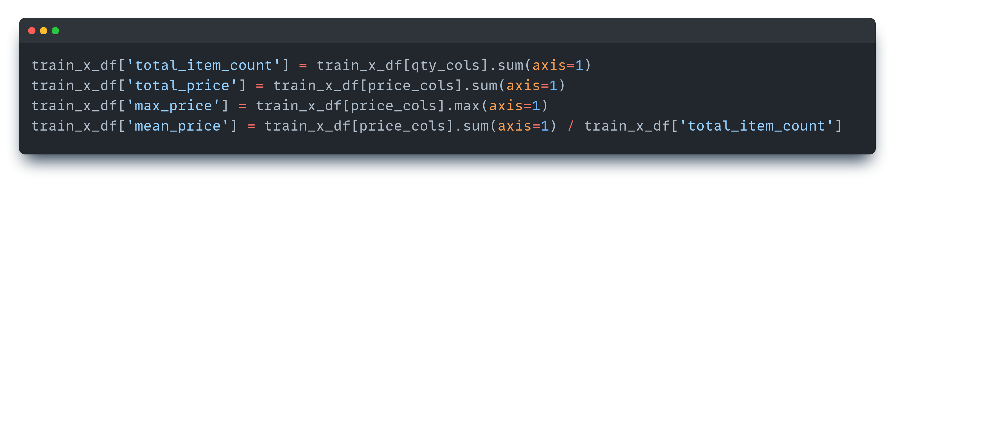 train_x_df['total_item_count'] = train_x_df[qty_cols].sum(axis=1)
train_x_df['total_price'] = train_x_df[price_cols].sum(axis=1)
train_x_df['max_price'] = train_x_df[price_cols].max(axis=1)
train_x_df['mean_price'] = train_x_df[price_cols].sum(axis=1) / train_x_df['total_item_count']